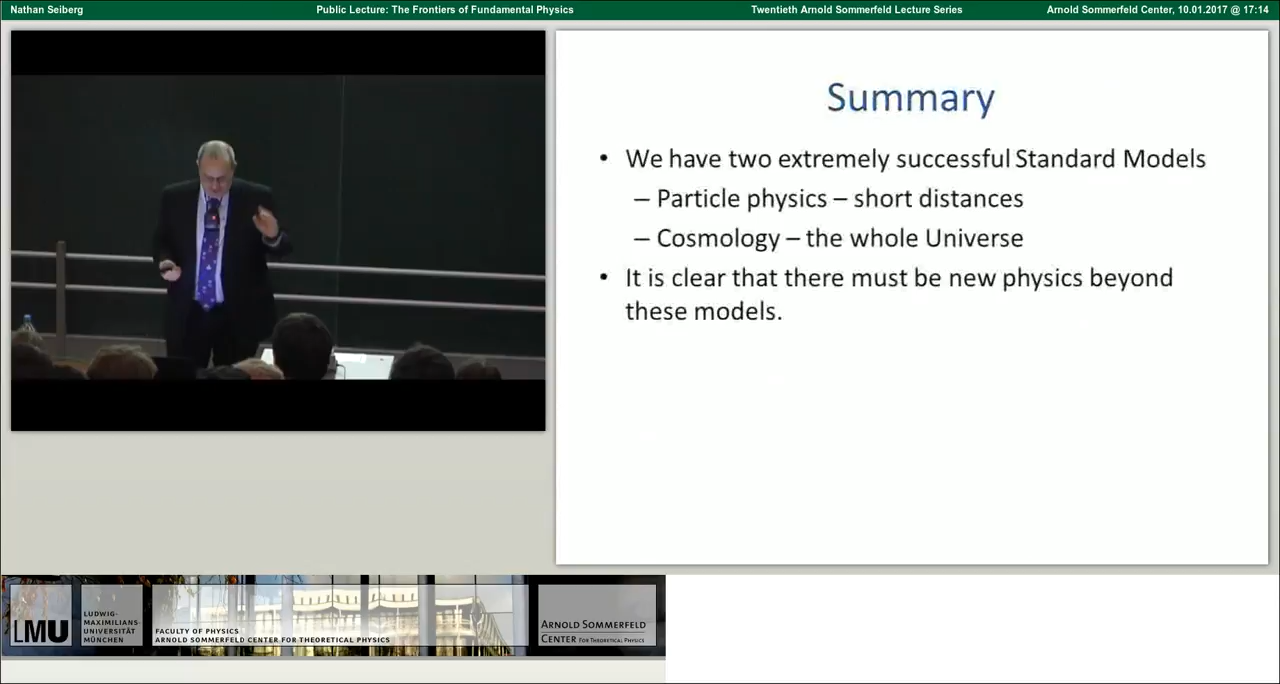 Nathan Seiberg
Public Lecture: The Frontiers of Fundamental Physics
Twentieth Arnold Sommerfeld Lecture Series
Arnold Sommerfeld Center, 10.01.2017 @ 17:14
Summary
• We have two extremely successful Standard Models
– Particle physics – short distances
– Cosmology – the whole Universe
• It is clear that there must be new physics beyond
these models.
LMU
LUDWIG-
MAXIMILIANS
UNIVERSITÄT
MÜNCHEN
FACULTY OF PHYSICS
ARNOLD SOMMERFELD CENTER FOR THEORETICAL PHYSICS
ARNOLD SOMMERFELD
CENTER FOR THEORETICAL PHYSICS